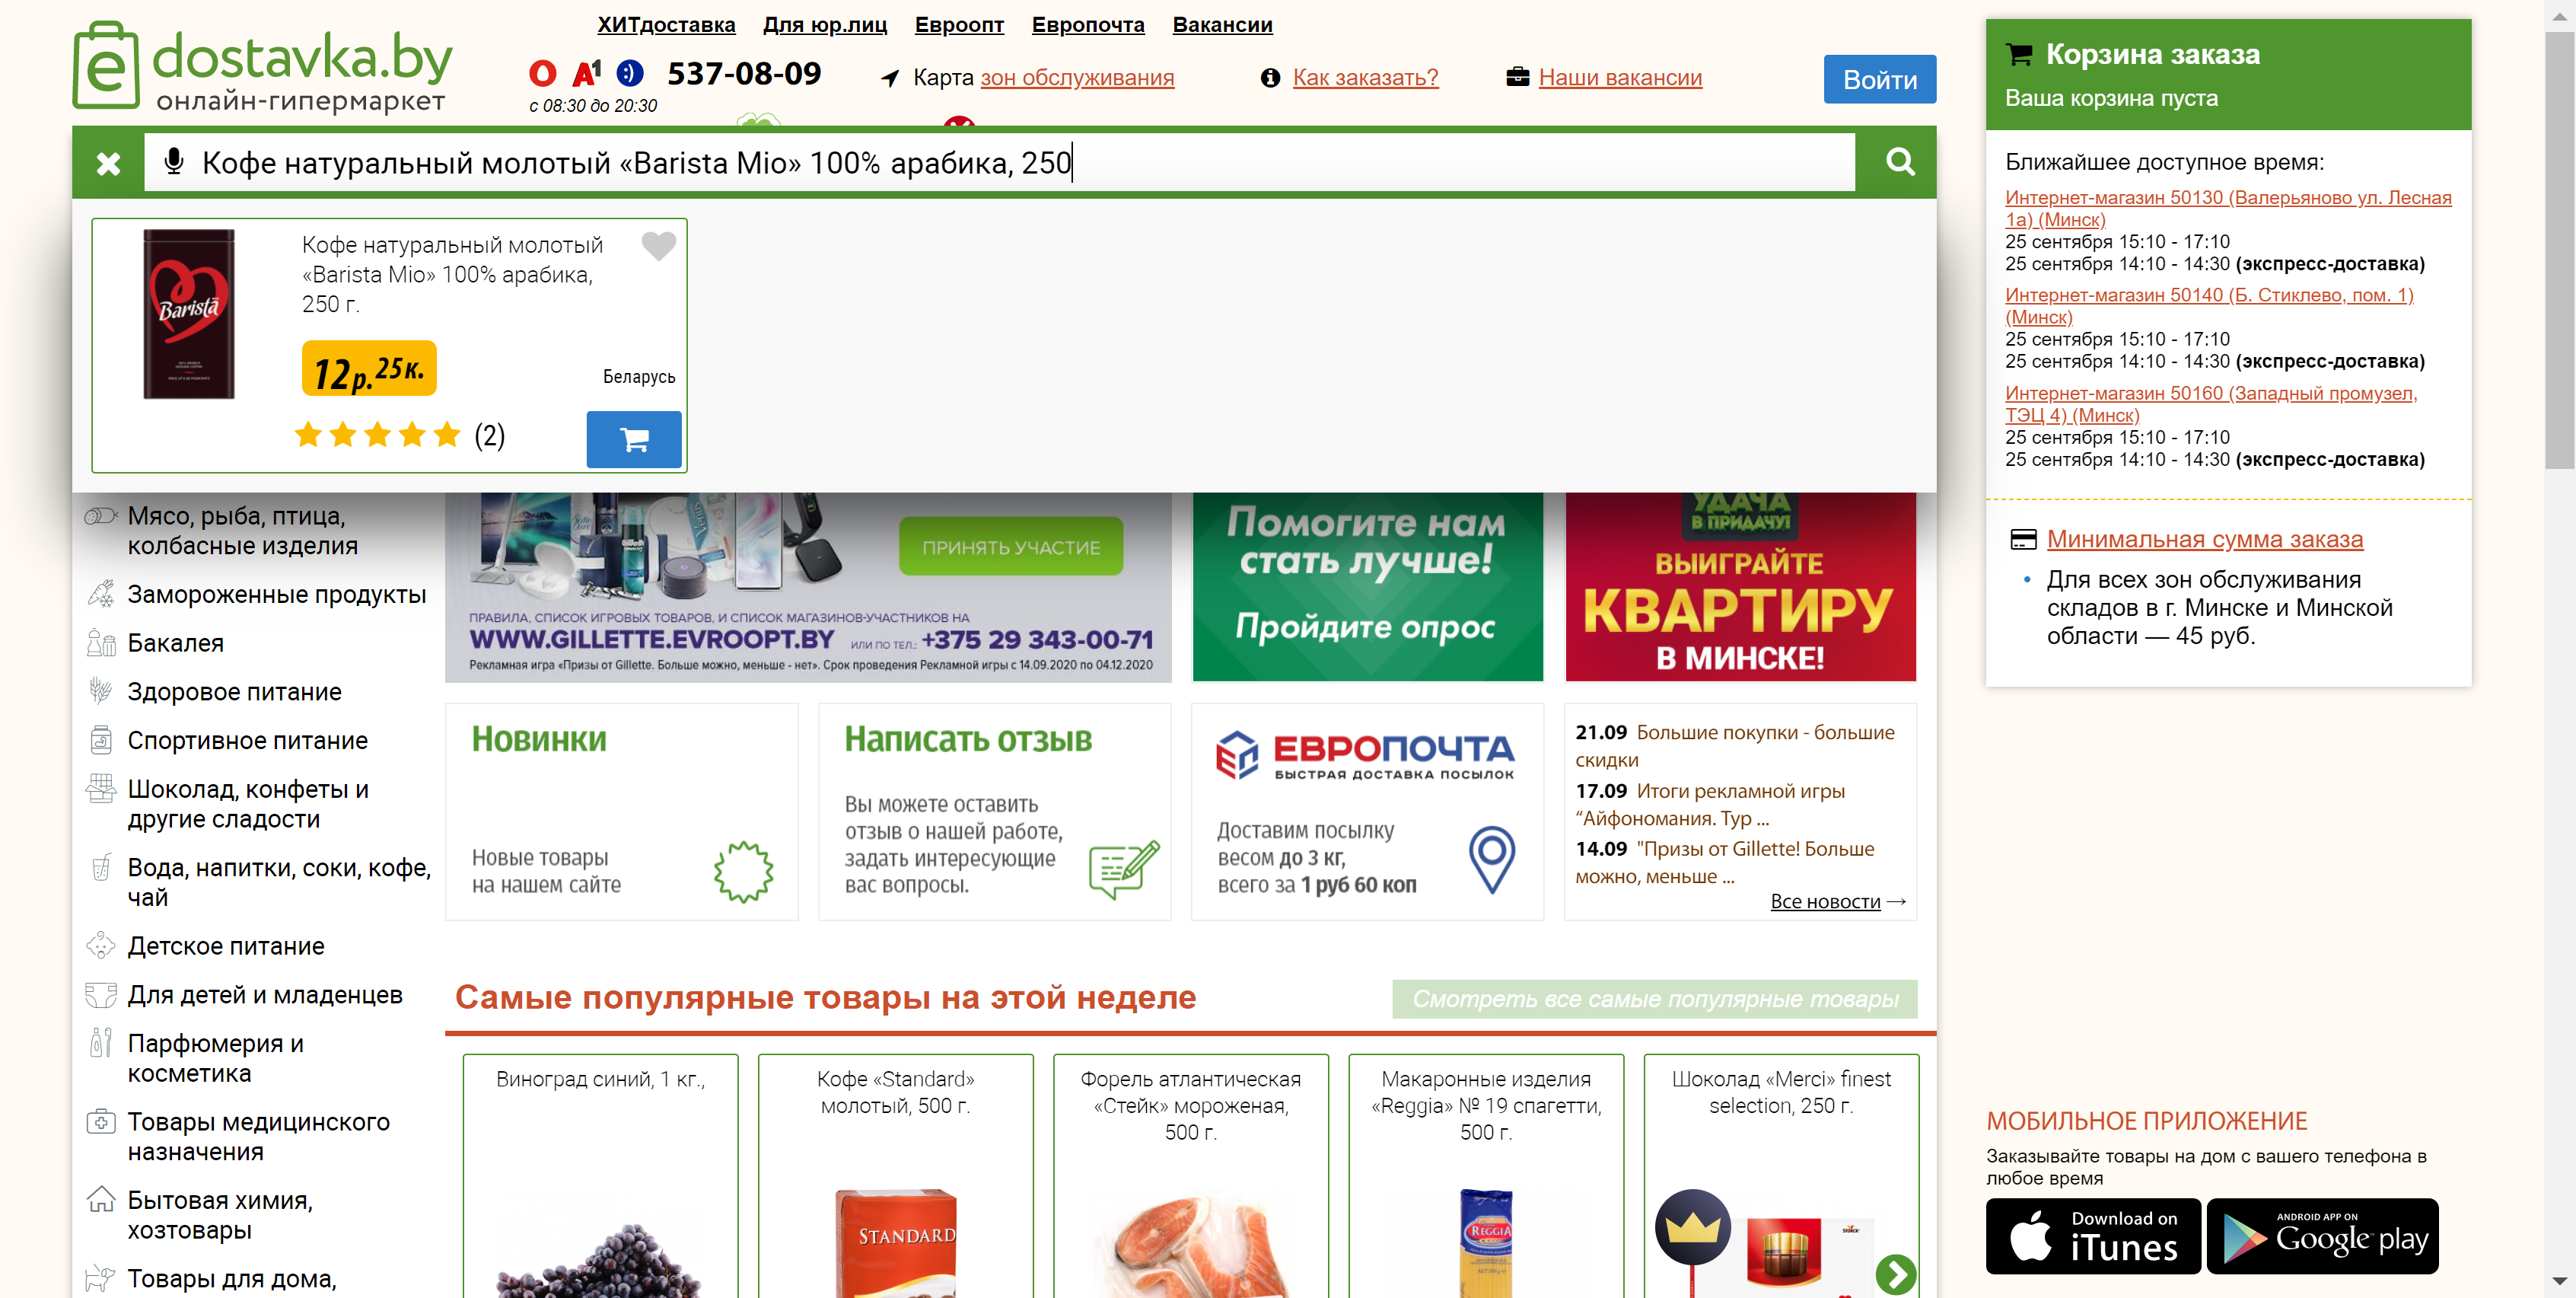 ХИТдоставка Для юр.лиц Евроопт Европочта Вакансии
e dostavka.by
онлайн-гипермаркет
A1 537-08-09
с 08:30 до 20:30
Карта зон обслуживания
Как заказать?
Наши вакансии
Войти
Кофе натуральный молотый «Barista Mio» 100% арабика, 250
Baristā
Кофе натуральный молотый
«Barista Mio» 100% арабика,
250 г.
12р.25к.
Беларусь
(2)
Мясо, рыба, птица,
колбасные изделия
Замороженные продукты
Бакалея
Здоровое питание
Спортивное питание
Шоколад, конфеты и
другие сладости
Вода, напитки, соки, кофе,
чай
Детское питание
Для детей и младенцев
Парфюмерия и
косметика
Товары медицинского
назначения
Бытовая химия,
хозтовары
Товары для дома,
ПРИНЯТЬ УЧАСТИЕ
ПРАВИЛА, СПИСОК ИГРОВЫХ ТОВАРОВ, И СПИСОК МАГАЗИНОВ-УЧАСТНИКОВ НА
WWW.GILLETTE.EVROOPT.BY ИЛИ ПО ТЕЛ.: +375 29 343-00-71
Рекламная игра «Призы от Gillette. Больше можно, меньше - нет». Срок проведения Рекламной игры с 14.09.2020 по 04.12.2020
Помогите нам
стать лучше!
Пройдите опрос
УДАЧА
В ПРИДАЧУ!
ВЫИГРАЙТЕ
КВАРТИРУ
В МИНСКЕ!
Новинки
Новые товары
на нашем сайте
Написать отзыв
Вы можете оставить
отзыв о нашей работе,
задать интересующие
вас вопросы.
ЕВРОПОЧТА
БЫСТРАЯ ДОСТАВКА ПОСЫЛОК
Доставим посылку
весом до 3 кг,
всего за 1 руб 60 коп
21.09 Большие покупки - большие
скидки
17.09 Итоги рекламной игры
“Айфономания. Тур ...
14.09 "Призы от Gillette! Больше
можно, меньше ...
Все новости →
Самые популярные товары на этой неделе
Смотреть все самые популярные товары
Виноград синий, 1 кг.,
Кофе «Standard»
молотый, 500 г.
STANDARD
Форель атлантическая
«Стейк» мороженая,
500 г.
Макаронные изделия
«Reggia» № 19 спагетти,
500 г.
REGGIA
Шоколад «Merci» finest
selection, 250 г.
STORCK
Корзина заказа
Ваша корзина пуста
Ближайшее доступное время:
Интернет-магазин 50130 (Валерьяново ул. Лесная
1а) (Минск)
25 сентября 15:10 - 17:10
25 сентября 14:10 - 14:30 (экспресс-доставка)
Интернет-магазин 50140 (Б. Стиклево, пом. 1)
(Минск)
25 сентября 15:10 - 17:10
25 сентября 14:10 - 14:30 (экспресс-доставка)
Интернет-магазин 50160 (Западный промузел,
ТЭЦ 4) (Минск)
25 сентября 15:10 - 17:10
25 сентября 14:10 - 14:30 (экспресс-доставка)
Минимальная сумма заказа
• Для всех зон обслуживания
складов в г. Минске и Минской
области — 45 руб.
МОБИЛЬНОЕ ПРИЛОЖЕНИЕ
Заказывайте товары на дом с вашего телефона в
любое время
Download on
iTunes
ANDROID APP ON
Google play